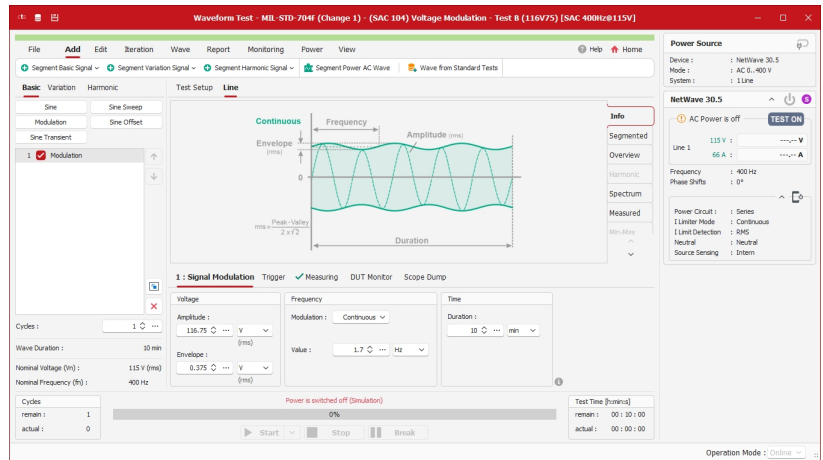 Waveform Test - MIL-STD-704F (Change 1) - (SAC 104) Voltage Modulation - Test B (116V75) [SAC 400Hz@115V]
File Add Edit Iteration Wave Report Monitoring Power View Help Home
Segment Basic Signal Segment Variation Signal Segment Harmonic Signal Segment Power AC Wave Wave from Standard Tests
Basic Variation Harmonic
Sine Sine Sweep
Modulation Sine Offset
Sine Transient
1 Modulation
Cycles : 1
Wave Duration : 10 min
Nominal Voltage (Vn) : 115 V (rms)
Nominal Frequency (fn) : 400 Hz
Test Setup Line
Continuous Frequency
Envelope (rms)
Amplitude (rms)
0
rms= Peak-Valley
2 x √2
Duration
Info
Segmented
Overview
Harmonic
Spectrum
Measured
Min-Max
1 : Signal Modulation Trigger Measuring DUT Monitor Scope Dump
Voltage
Amplitude :
116.75 V
(rms)
Envelope :
0.375 V
(rms)
Frequency
Modulation : Continuous
Value : 1.7 Hz
Time
Duration :
10 min
Cycles
remain : 1
actual : 0
Power is switched off (Simulation)
0%
Start Stop Break
Test Time [h:min:s]
remain : 00 : 10 : 00
actual : 00 : 00 : 00
Power Source
Device : : NetWave 30.5
Mode : : AC 0..400 V
System : : 1 Line
NetWave 30.5 S
AC Power is off TEST ON
Line 1
115 V : ---.-- V
66 A : ---.-- A
Frequency : 400 Hz
Phase Shifts : 0°
Power Circuit : : Series
I Limiter Mode : Continuous
I Limit Detection : RMS
Neutral : Neutral
Source Sensing : Intern
Operation Mode : Online